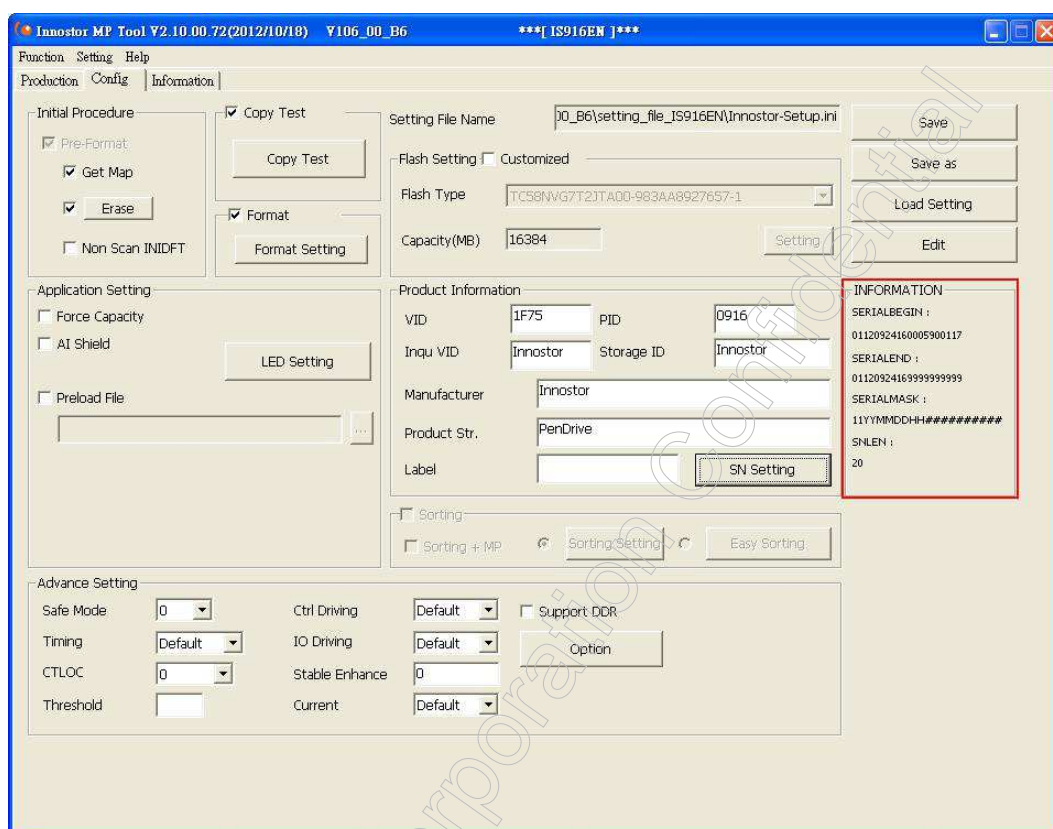 Innostor MP Tool V2.10.00.72(2012/10/18) V106_00_B6 ***[ IS916EN ]***
Function Setting Help
Production Config Information
Initial Procedure
Pre-Format
Get Map
Erase
Non Scan INIDFT
Copy Test
Copy Test
Format
Format Setting
Setting File Name
00_B6\setting_file_IS916EN\Innostor-Setup.ini
Flash Setting Customized
Flash Type TC58NVG7T2JTA00-983AA8927657-1
Capacity(MB) 16384 Setting
Save
Save as
Load Setting
Edit
Application Setting
Force Capacity
AI Shield
LED Setting
Preload File
...
Product Information
VID 1F75 PID 0916
Inqu VID Innostor Storage ID Innostor
Manufacturer Innostor
Product Str. PenDrive
Label SN Setting
INFORMATION
SERIALBEGIN :
01120924160005900117
SERIALEND :
01120924169999999999
SERIALMASK :
11YYMMDDHH##########
SNLEN :
20
Sorting
Sorting + MP Sorting Setting Easy Sorting
Advance Setting
Safe Mode 0 Ctrl Driving Default Support DDR
Timing Default IO Driving Default Option
CTLOC 0 Stable Enhance 0
Threshold Current Default
orporation Confidential